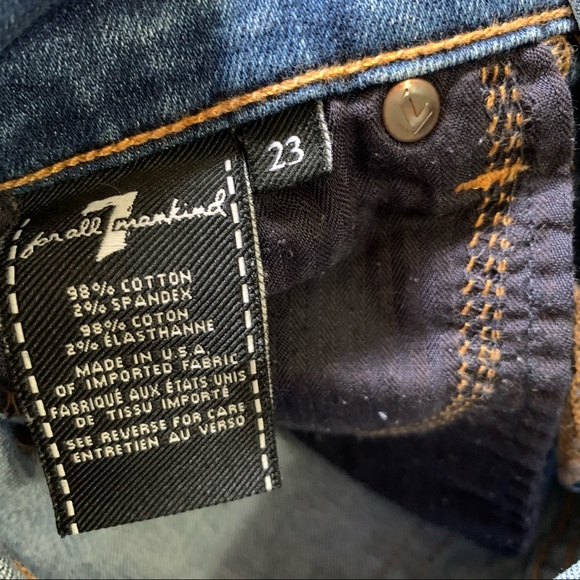 23
for all 7 mankind
98% COTTON
2% SPANDEX
98% COTON
2% ÉLASTHANNE
MADE IN U.S.A
OF IMPORTED FABRIC
FABRIQUÉ AUX ÉTATS UNIS
DE TISSU IMPORTÉ
SEE REVERSE FOR CARE
ENTRETIEN AU VERSO